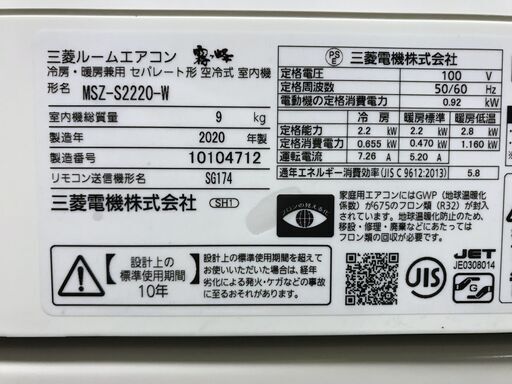 三菱ルームエアコン 霧ヶ峰
冷房・暖房兼用 セパレート形 空冷式 室内機
形名 MSZ-S2220-W
室内機総質量 9 kg
製造年 2020 年製
製造番号 10104712
リモコン送信機形名 SG174
三菱電機株式会社 SH1
PS
E
三菱電機株式会社
定格電圧 100 V
定格周波数 50/60 Hz
電動機の定格消費電力 0.92 kW
冷 房 暖房標準 暖房低温
定格能力 2.2 kW 2.2 kW 2.8 kW
定格消費電力 0.655 kW 0.470 kW 1.160 kW
運転電流 7.26 A 5.20 A
通年エネルギー消費効率(JIS C 9612:2013) 5.8
フロンの見える化
家庭用エアコンにはGWP（地球温暖化
係数）が675のフロン類（R32）が封入
されています。地球温暖化防止のため、
移設・修理・廃棄等にあたっては
フロン類の回収が必要です。
設計上の
標準使用期間
10年
設計上の標準使用期間を超えて
お使いいただいた場合は、経年
劣化による発火・ケガ等の事故
に至るおそれがあります。
JIS
JET
JE0308014
G